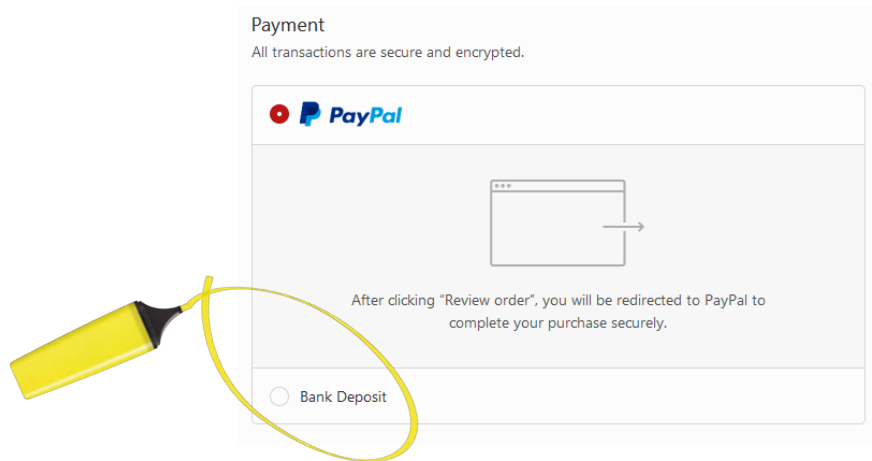 Payment
All transactions are secure and encrypted.
PayPal
After clicking “Review order”, you will be redirected to PayPal to
complete your purchase securely.
Bank Deposit